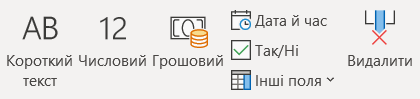 AB
Короткий
текст
12
Числовий
Грошовий
Дата й час
Так/Ні
Інші поля
Видалити